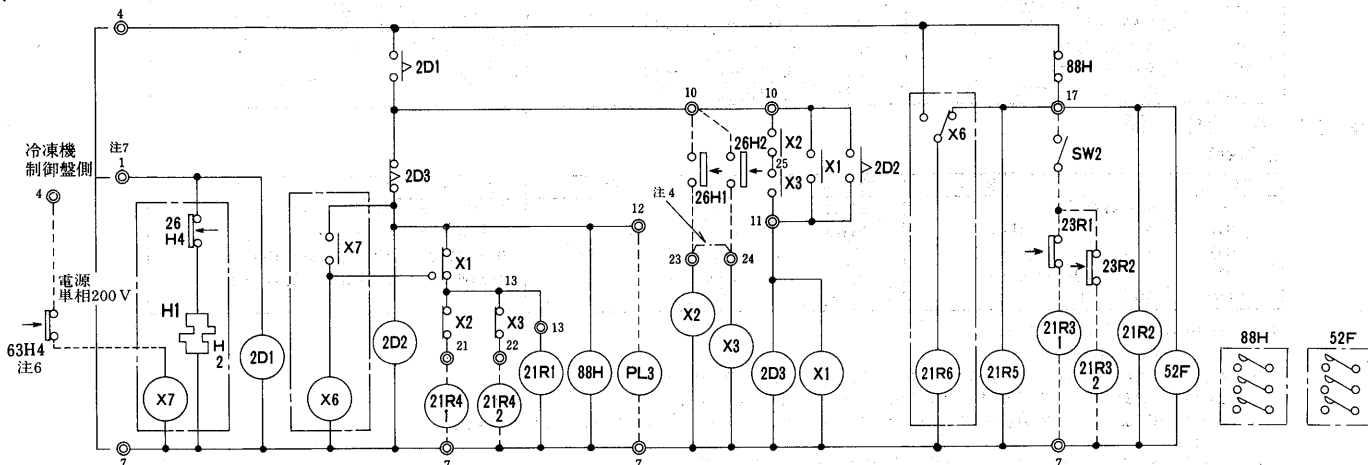 4
2D1
88H
10
10
17
冷凍機
制御盤側
注7
1
4
26
H4
2D3
26H2
X2
25
X3
X1
2D2
26H1
X6
SW2
注4
11
12
X7
X1
23
24
23R1
23R2
電源
単相200V
H1
H
2
13
X2
X3
13
21
22
63H4
注6
X7
2D1
X6
2D2
21R4
1
21R4
2
21R1
88H
PL3
X2
X3
2D3
X1
21R6
21R5
21R3
1
21R3
2
21R2
52F
88H
52F
7
7
7
7